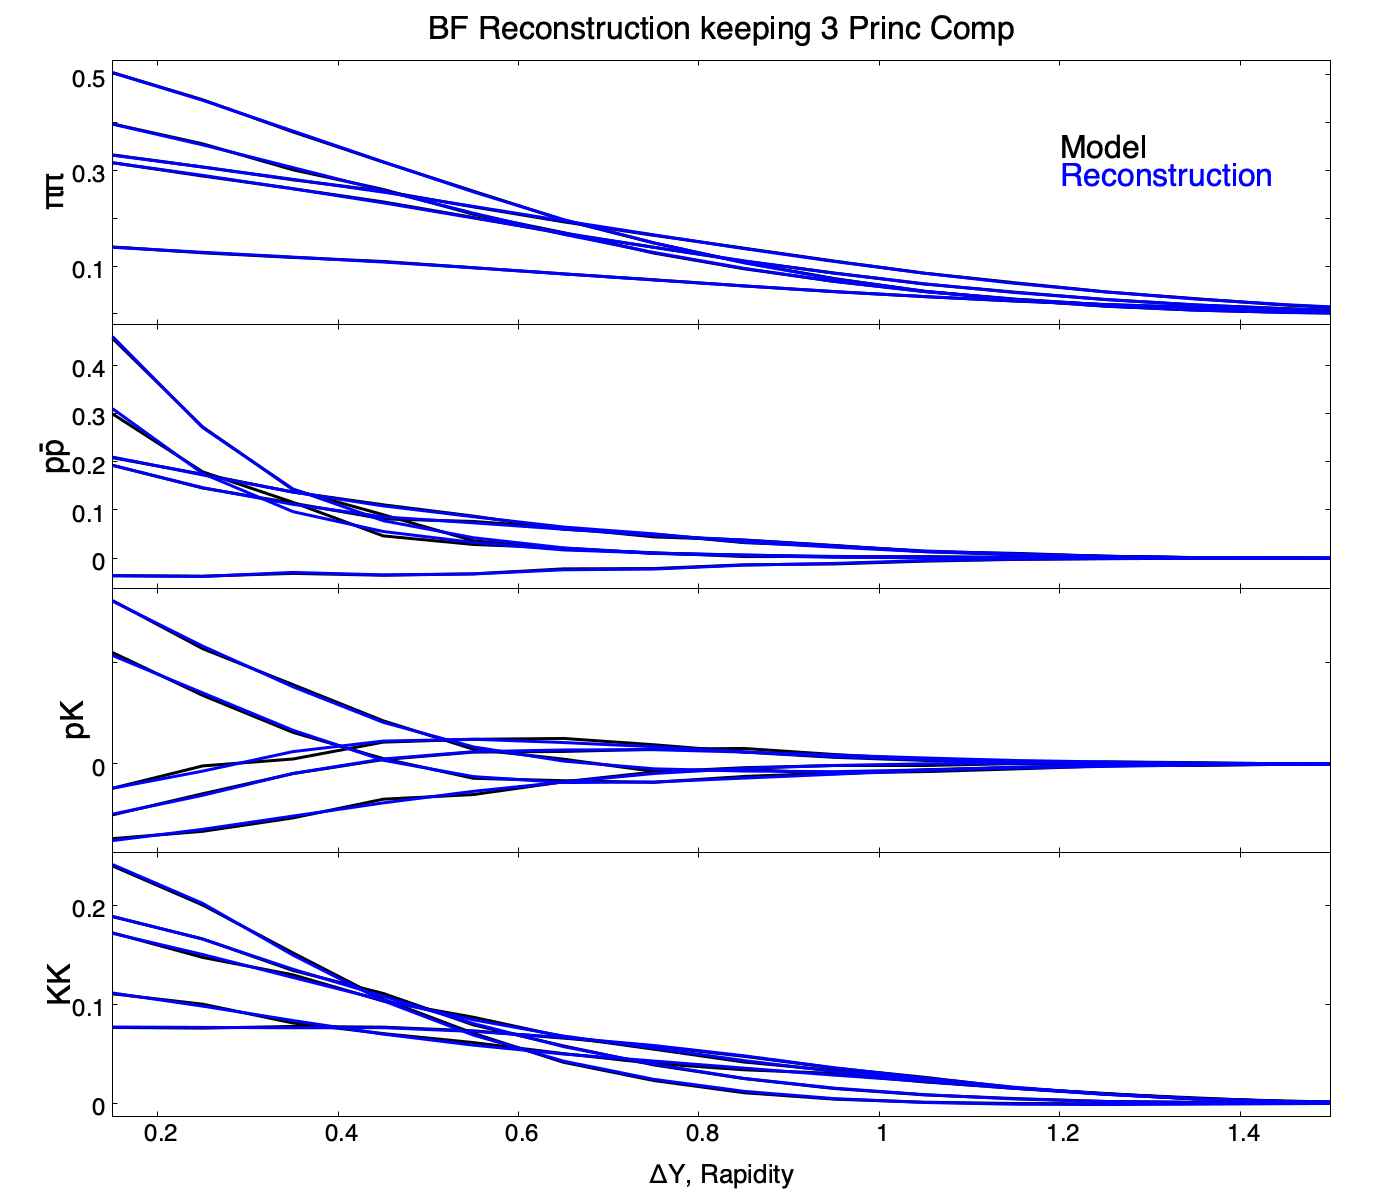 BF Reconstruction keeping 3 Princ Comp
ππ
0.5
0.3
0.1
Model
Reconstruction
pp̄
0.4
0.3
0.2
0.1
0
pK
0
KK
0.2
0.1
0
0.2 0.4 0.6 0.8 1 1.2 1.4
ΔY, Rapidity